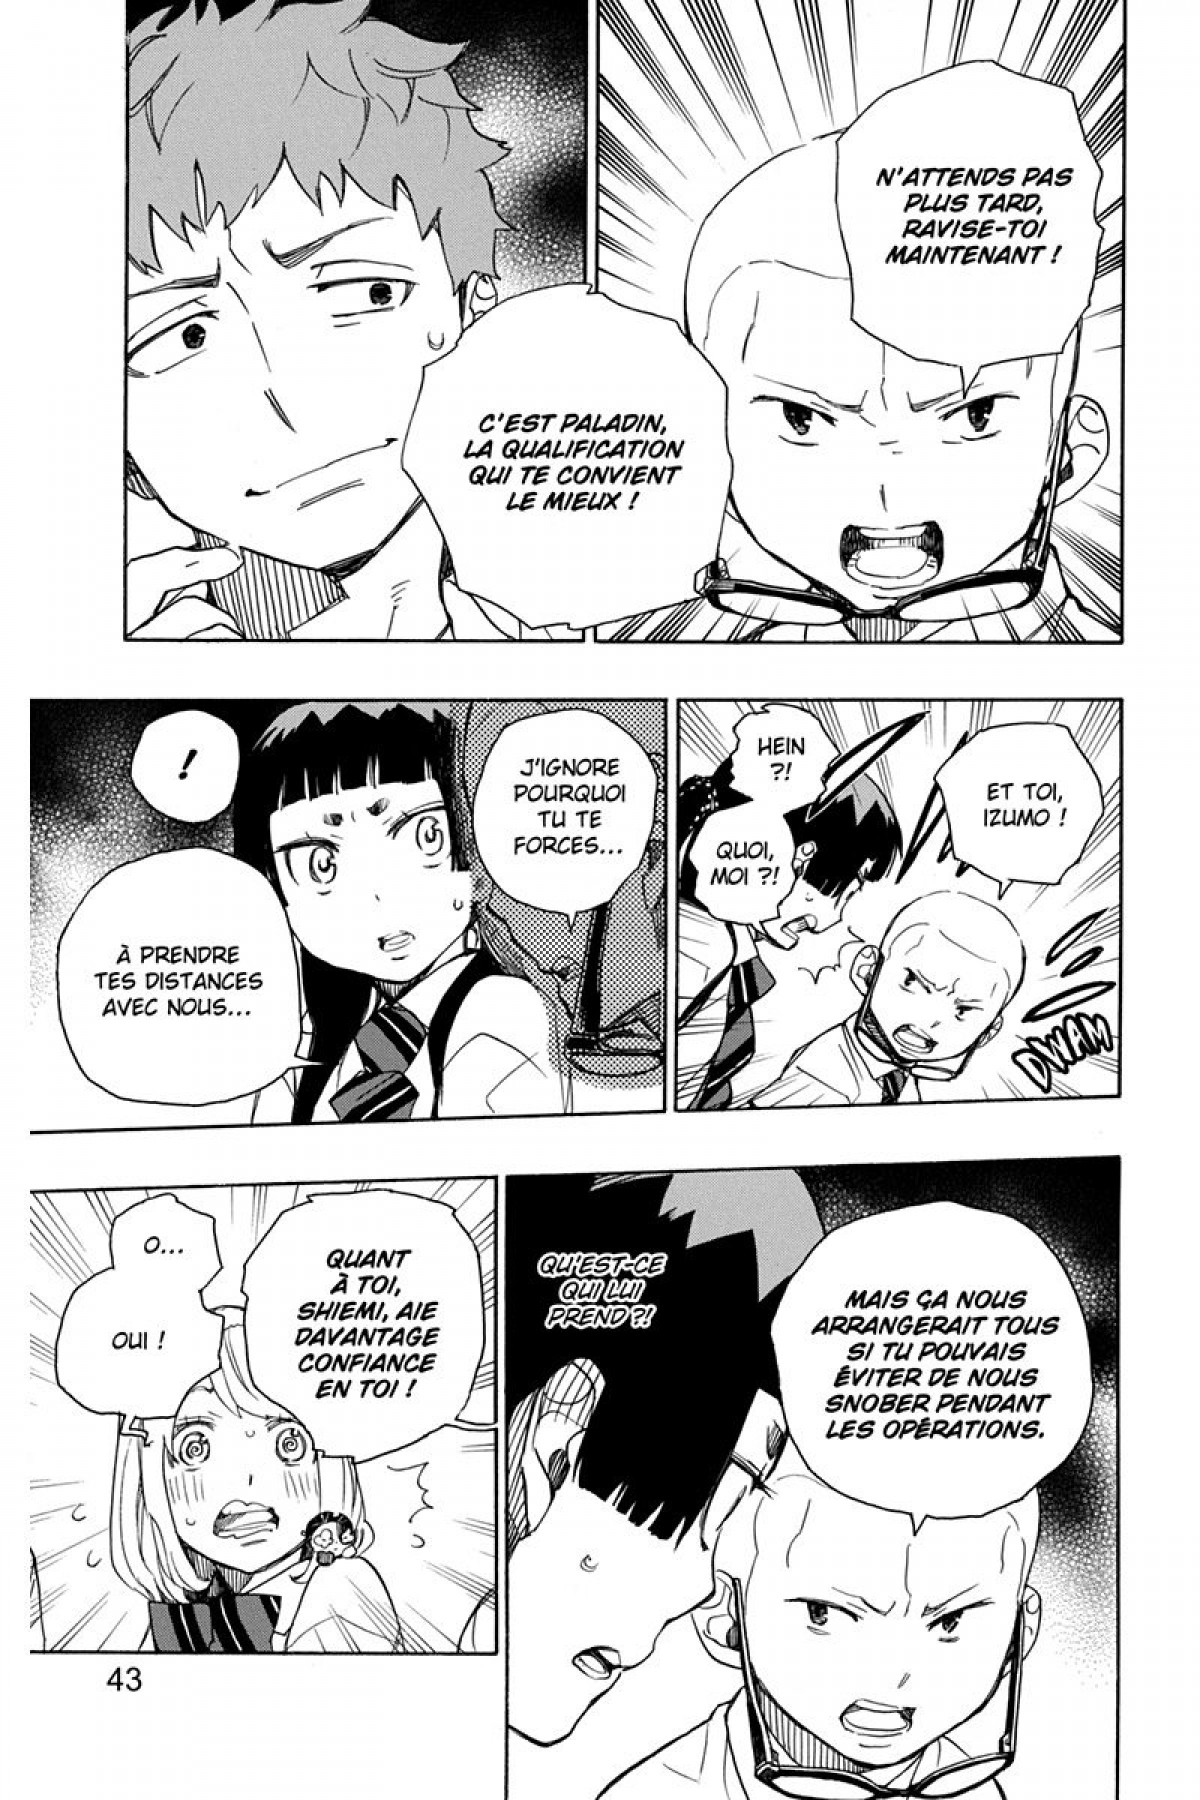 N'ATTENDS PAS
PLUS TARD,
RAVISE-TOI
MAINTENANT !
C'EST PALADIN,
LA QUALIFICATION
QUI TE CONVIENT
LE MIEUX !
ET TOI,
IZUMO !
HEIN
?!
QUOI,
MOI ?!
DWAM
J'IGNORE
POURQUOI
TU TE
FORCES...
!
À PRENDRE
TES DISTANCES
AVEC NOUS...
MAIS ÇA NOUS
ARRANGERAIT TOUS
SI TU POUVAIS
ÉVITER DE NOUS
SNOBER PENDANT
LES OPÉRATIONS.
QU'EST-CE
QUI LUI
PREND ?!
QUANT
À TOI,
SHIEMI, AIE
DAVANTAGE
CONFIANCE
EN TOI !
O...
OUI !
43